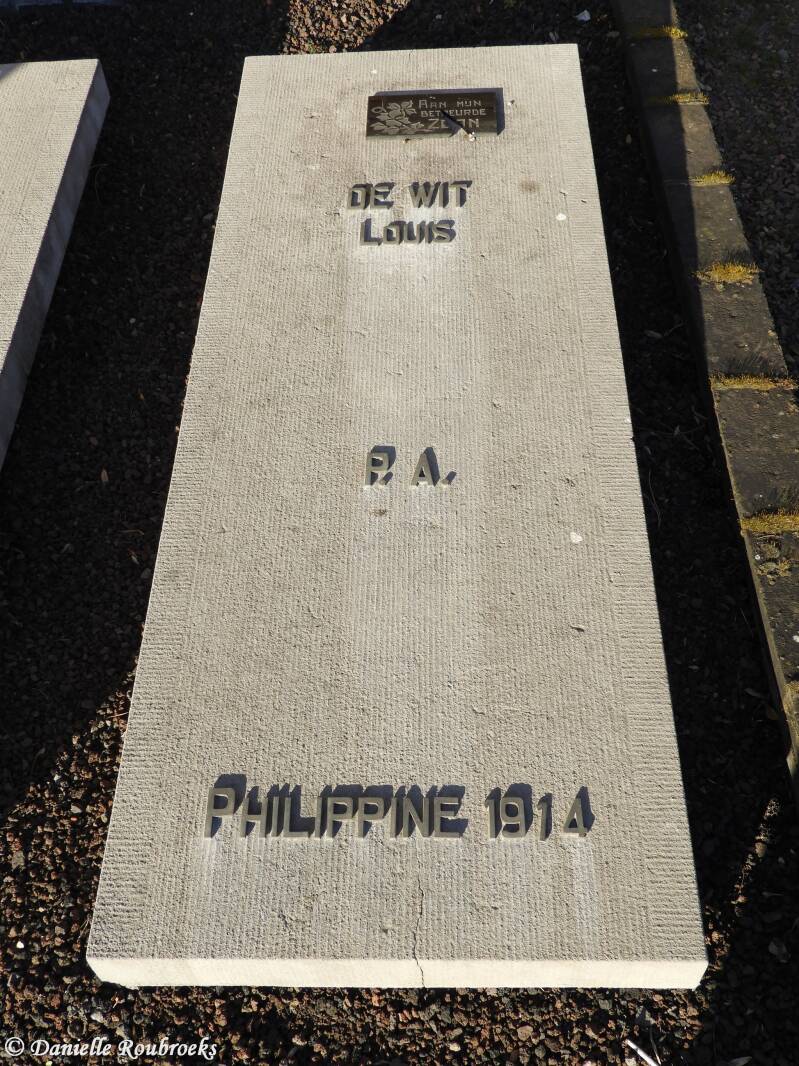 AAN MIJN
BETREURDE
ZOON
DE WIT
LOUIS
P. A.
PHILIPPINE 1914
© Danielle Roubroeks